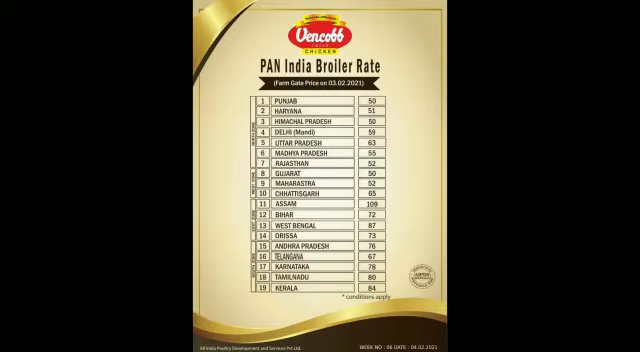 Vencobb
CHICKEN
PAN India Broiler Rate
(Farm Gate Price on 03.02.2021)
1 PUNJAB 50
2 HARYANA 51
3 HIMACHAL PRADESH 50
4 DELHI (Mandi) 59
5 UTTAR PRADESH 63
6 MADHYA PRADESH 55
7 RAJASTHAN 52
8 GUJARAT 50
9 MAHARASTRA 52
10 CHHATISGARH 65
11 ASSAM 109
12 BIHAR 72
13 WEST BENGAL 87
14 ORISSA 73
15 ANDHRA PRADESH 76
16 TELANGANA 67
17 KARNATAKA 78
18 TAMILNADU 80
19 KERALA 84
* conditions apply
All India Poultry Development and Services Pvt Ltd.
WEEK NO : 06 DATE : 04.02.2021